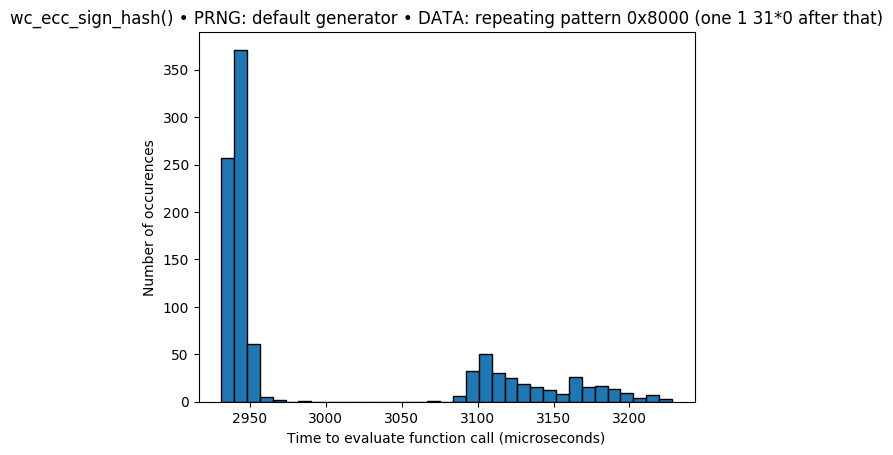 wc_ecc_sign_hash() • PRNG: default generator • DATA: repeating pattern 0x8000 (one 1 31*0 after that)
350
300
250
200
150
100
50
0
Number of occurences
2950 3000 3050 3100 3150 3200
Time to evaluate function call (microseconds)